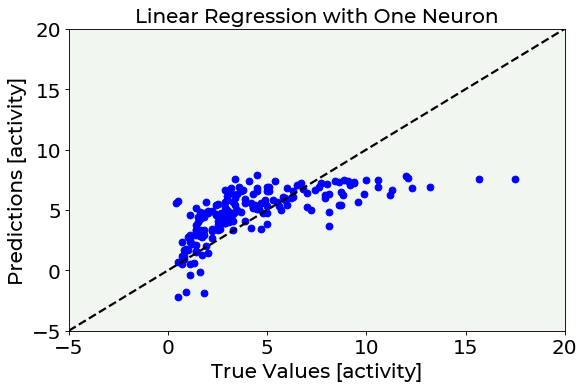 Linear Regression with One Neuron
20
15
10
5
0
−5
Predictions [activity]
−5 0 5 10 15 20
True Values [activity]